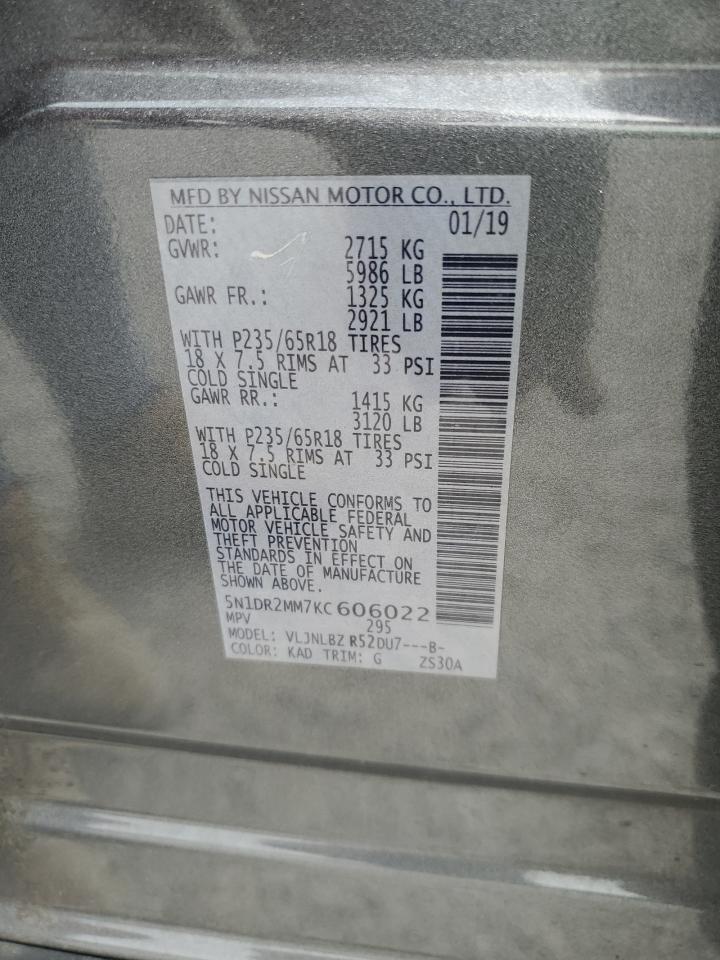 MFD BY NISSAN MOTOR CO., LTD.
DATE: 01/19
GVWR: 2715 KG
5986 LB
GAWR FR.: 1325 KG
2921 LB
WITH P235/65R18 TIRES
18 X 7.5 RIMS AT 33 PSI
COLD SINGLE
GAWR RR.: 1415 KG
3120 LB
WITH P235/65R18 TIRES
18 X 7.5 RIMS AT 33 PSI
COLD SINGLE
THIS VEHICLE CONFORMS TO
ALL APPLICABLE FEDERAL
MOTOR VEHICLE SAFETY AND
THEFT PREVENTION
STANDARDS IN EFFECT ON
THE DATE OF MANUFACTURE
SHOWN ABOVE.
5N1DR2MM7KC606022
MPV 295
MODEL: VLJNLBZ R52DU7---B-
COLOR: KAD TRIM: G ZS30A